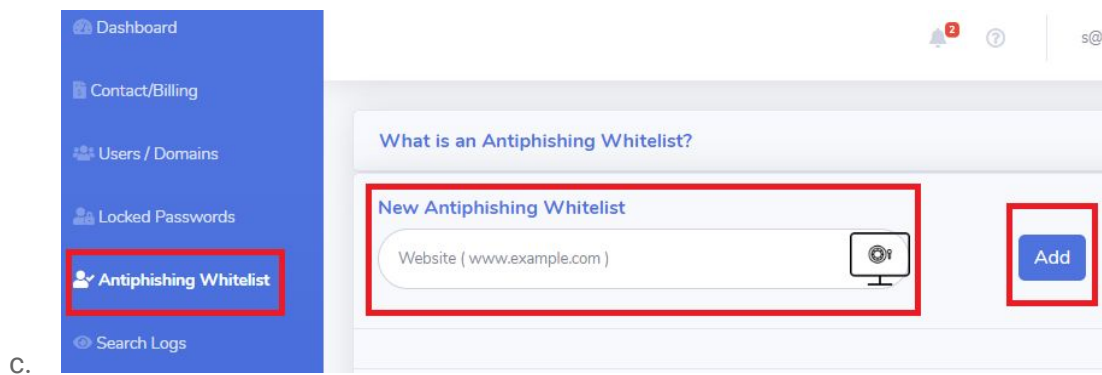 Dashboard
2
s@
Contact/Billing
What is an Antiphishing Whitelist?
Users / Domains
New Antiphishing Whitelist
Locked Passwords
Website ( www.example.com )
Add
Antiphishing Whitelist
Search Logs
c.